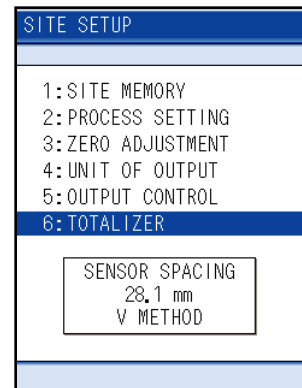 SITE SETUP
1:SITE MEMORY
2:PROCESS SETTING
3:ZERO ADJUSTMENT
4:UNIT OF OUTPUT
5:OUTPUT CONTROL
6:TOTALIZER
SENSOR SPACING
28.1 mm
V METHOD